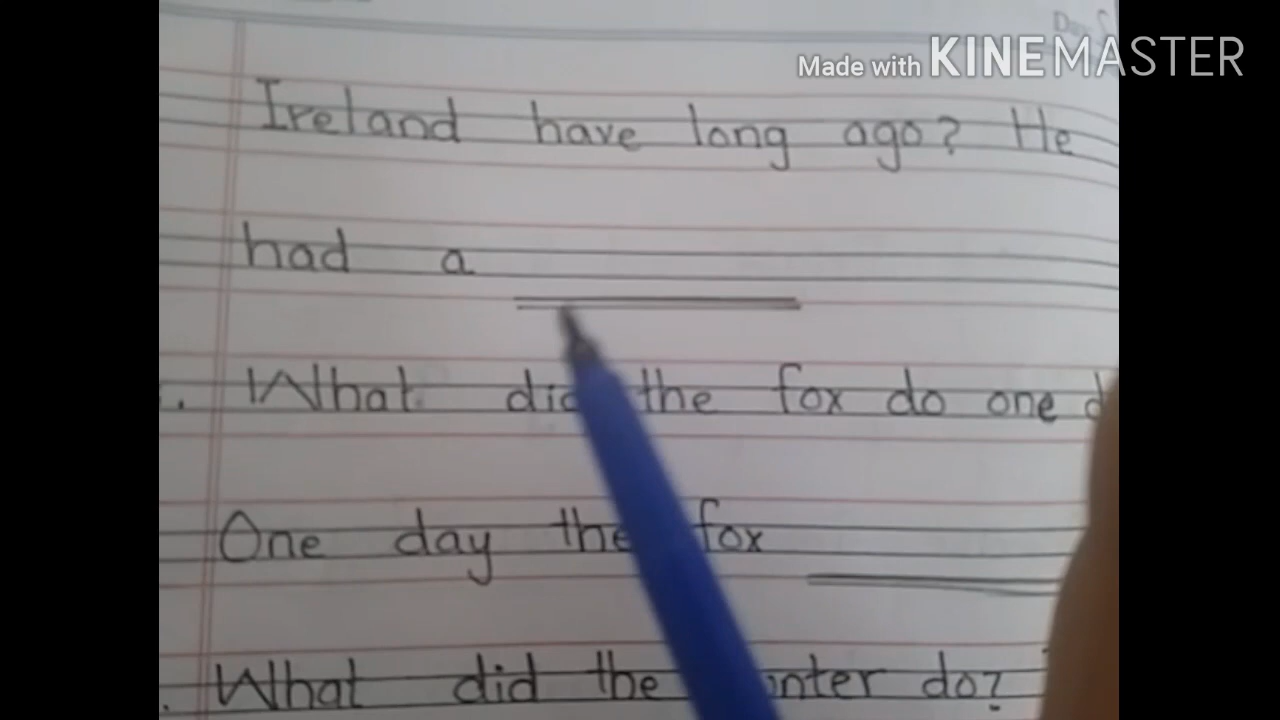 Made with KINEMASTER
Ireland have long ago? He
had a
What did the fox do one
One day the fox
What did the do?